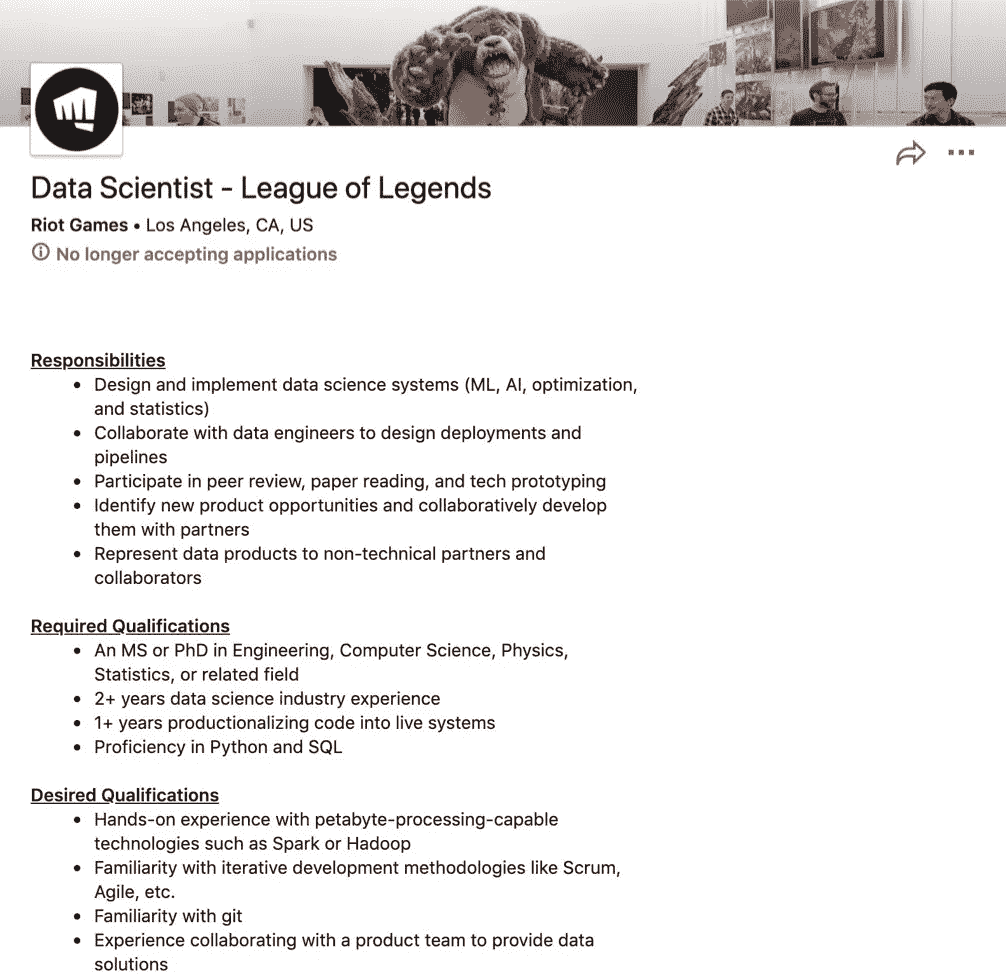 Data Scientist - League of Legends
Riot Games • Los Angeles, CA, US
No longer accepting applications
Responsibilities
• Design and implement data science systems (ML, AI, optimization,
and statistics)
• Collaborate with data engineers to design deployments and
pipelines
• Participate in peer review, paper reading, and tech prototyping
• Identify new product opportunities and collaboratively develop
them with partners
• Represent data products to non-technical partners and
collaborators
Required Qualifications
• An MS or PhD in Engineering, Computer Science, Physics,
Statistics, or related field
• 2+ years data science industry experience
• 1+ years productionalizing code into live systems
• Proficiency in Python and SQL
Desired Qualifications
• Hands-on experience with petabyte-processing-capable
technologies such as Spark or Hadoop
• Familiarity with iterative development methodologies like Scrum,
Agile, etc.
• Familiarity with git
• Experience collaborating with a product team to provide data
solutions